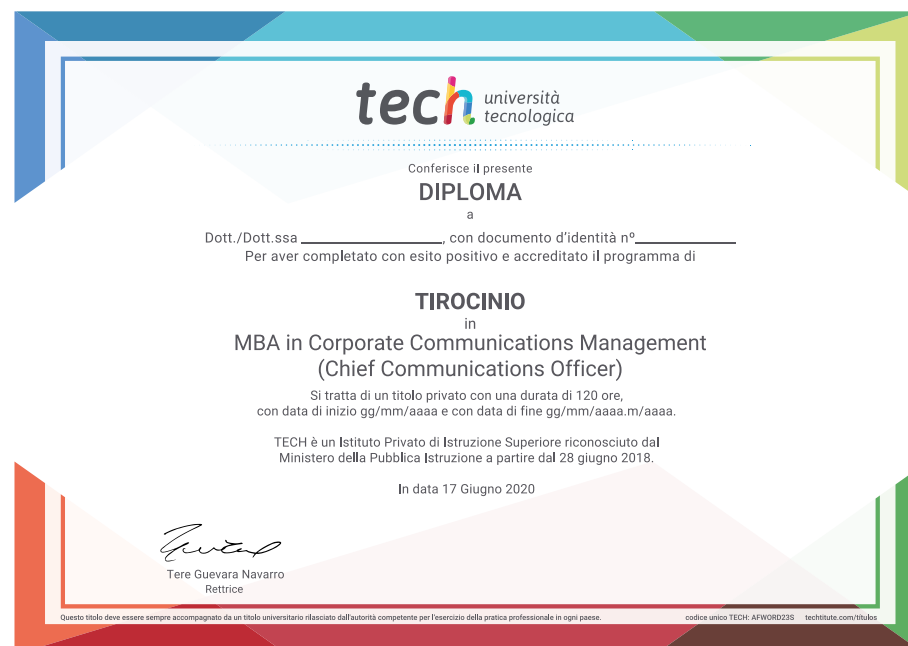 tech università
tecnologica
Conferisce il presente
DIPLOMA
a
Dott./Dott.ssa ____________________, con documento d'identità nº______________
Per aver completato con esito positivo e accreditato il programma di
TIROCINIO
in
MBA in Corporate Communications Management
(Chief Communications Officer)
Si tratta di un titolo privato con una durata di 120 ore,
con data di inizio gg/mm/aaaa e con data di fine gg/mm/aaaa.m/aaaa.
TECH è un Istituto Privato di Istruzione Superiore riconosciuto dal
Ministero della Pubblica Istruzione a partire dal 28 giugno 2018.
In data 17 Giugno 2020
Tere Guevara Navarro
Rettrice
Questo titolo deve essere sempre accompagnato da un titolo universitario rilasciato dall'autorità competente per l'esercizio della pratica professionale in ogni paese. codice unico TECH: AFWORD23S techtitute.com/titulos